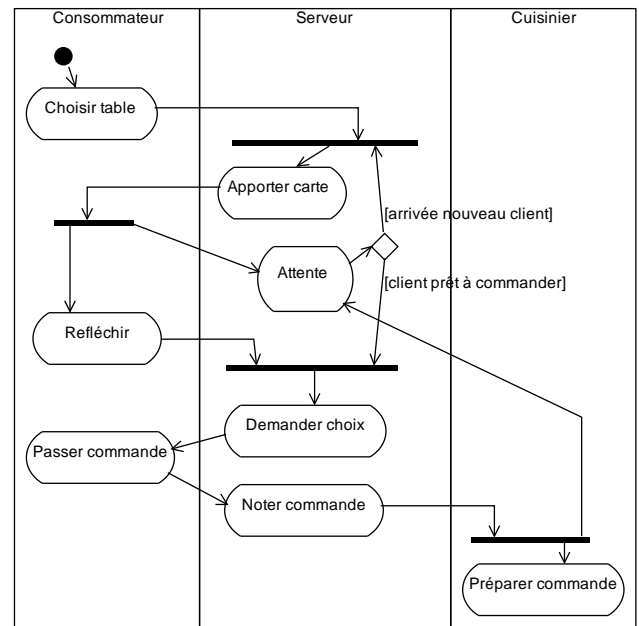 Consommateur
Serveur
Cuisinier
Choisir table
Apporter carte
[arrivée nouveau client]
Attente
[client prêt à commander]
Refléchir
Demander choix
Passer commande
Noter commande
Préparer commande